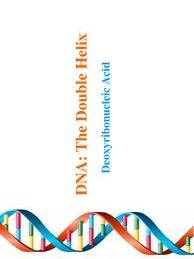 DNA: The Double Helix
Deoxyribonucleic Acid